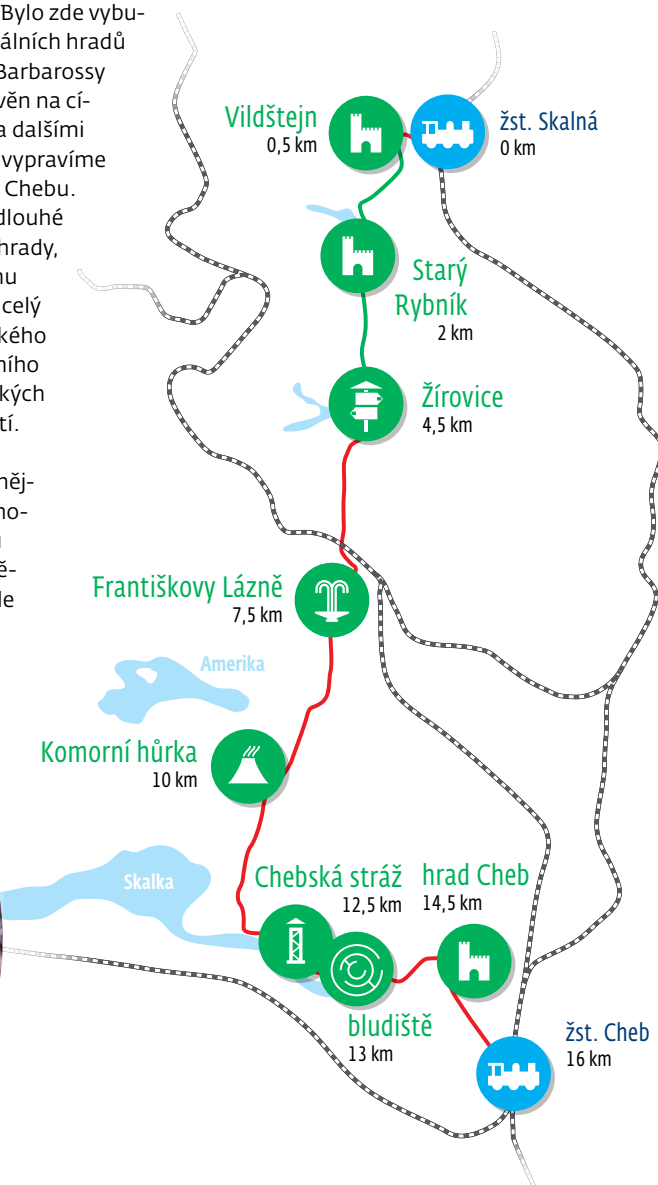 Bylo zde vybu-
álních hradů
Barbarossy
věn na cí-
a dalšími
vypravíme
Chebu.
dlouhé
hrady,
nu
celý
kého
ního
kých
tí.
něj-
no-
ě-
le
Vildštejn
0,5 km
žst. Skalná
0 km
Starý
Rybník
2 km
Žírovice
4,5 km
Františkovy Lázně
7,5 km
Amerika
Komorní hůrka
10 km
Skalka
Chebská stráž
12,5 km
hrad Cheb
14,5 km
bludiště
13 km
žst. Cheb
16 km